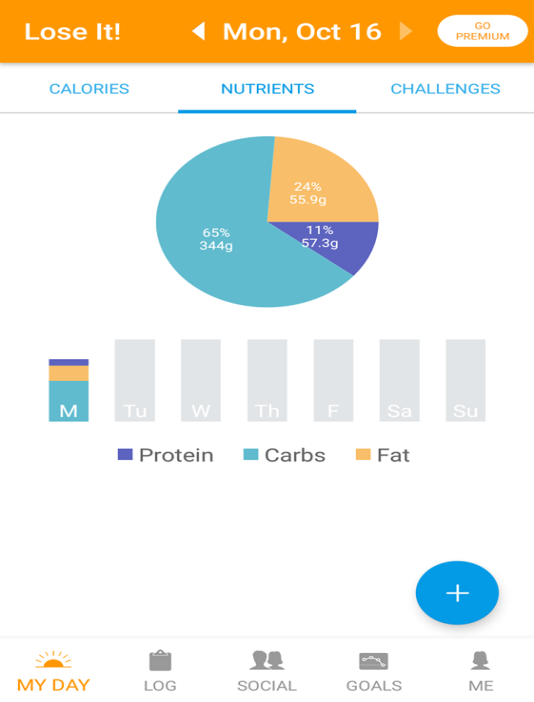 Lose It!
Mon, Oct 16
GO
PREMIUM
CALORIES
NUTRIENTS
CHALLENGES
24%
55.9g
65%
344g
11%
57.3g
M
Tu
W
Th
F
Sa
Su
Protein
Carbs
Fat
+
MY DAY
LOG
SOCIAL
GOALS
ME